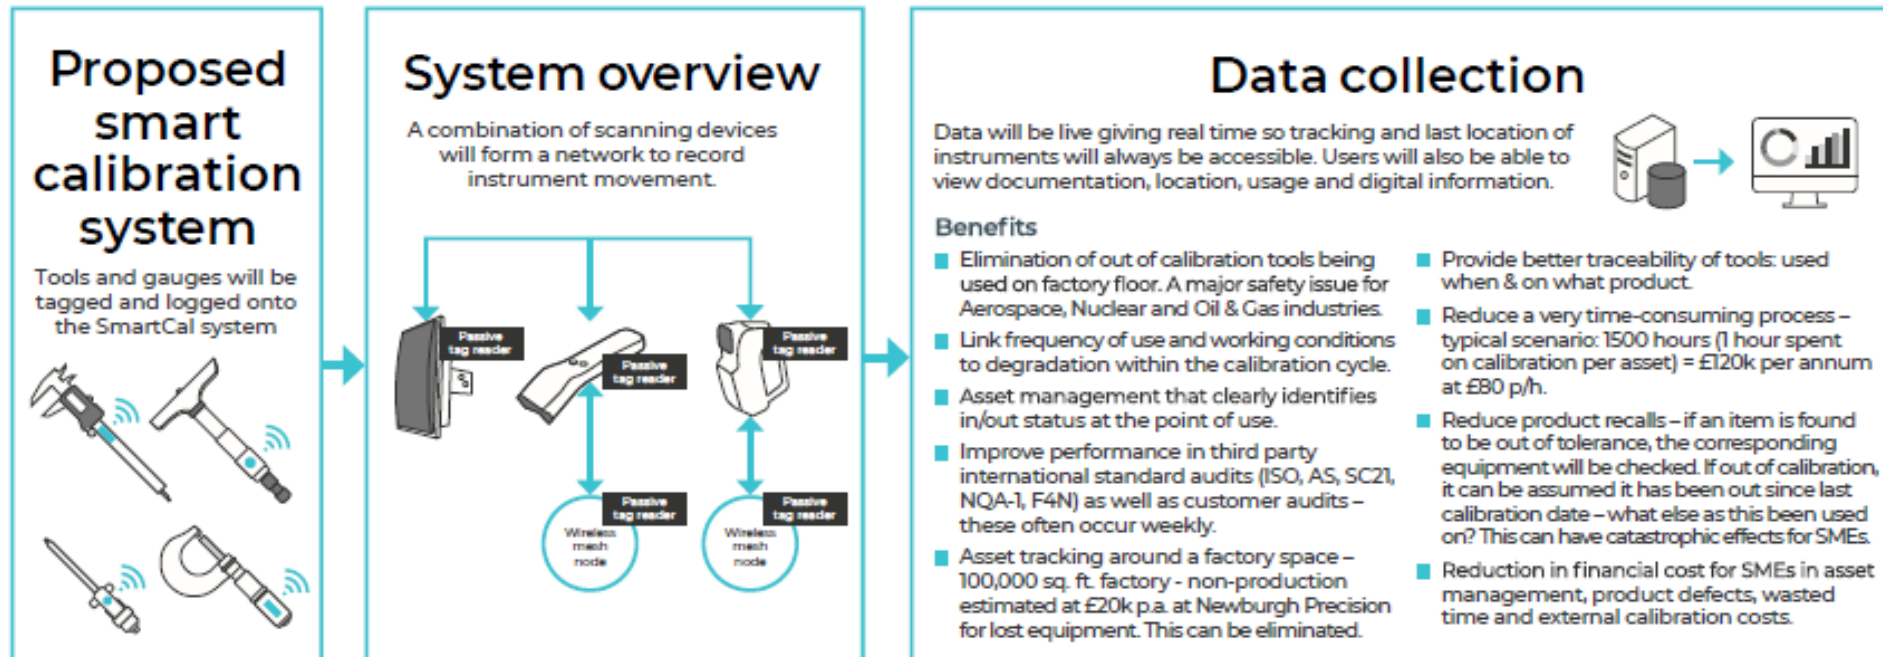 Proposed
smart
calibration
system
Tools and gauges will be
tagged and logged onto
the SmartCal system
System overview
A combination of scanning devices
will form a network to record
instrument movement.
Passive
tag reader
Passive
tag reader
Passive
tag reader
Passive
tag reader
Passive
tag reader
Wireless
mesh
node
Wireless
mesh
node
Data collection
Data will be live giving real time so tracking and last location of
instruments will always be accessible. Users will also be able to
view documentation, location, usage and digital information.
Benefits
Elimination of out of calibration tools being
used on factory floor. A major safety issue for
Aerospace, Nuclear and Oil & Gas industries.
Link frequency of use and working conditions
to degradation within the calibration cycle.
Asset management that clearly identifies
in/out status at the point of use.
Improve performance in third party
international standard audits (ISO, AS, SC21,
NQA-1, F4N) as well as customer audits –
these often occur weekly.
Asset tracking around a factory space –
100,000 sq. ft. factory - non-production
estimated at £20k p.a. at Newburgh Precision
for lost equipment. This can be eliminated.
Provide better traceability of tools: used
when & on what product.
Reduce a very time-consuming process –
typical scenario: 1500 hours (1 hour spent
on calibration per asset) = £120k per annum
at £80 p/h.
Reduce product recalls – if an item is found
to be out of tolerance, the corresponding
equipment will be checked. If out of calibration,
it can be assumed it has been out since last
calibration date – what else as this been used
on? This can have catastrophic effects for SMEs.
Reduction in financial cost for SMEs in asset
management, product defects, wasted
time and external calibration costs.